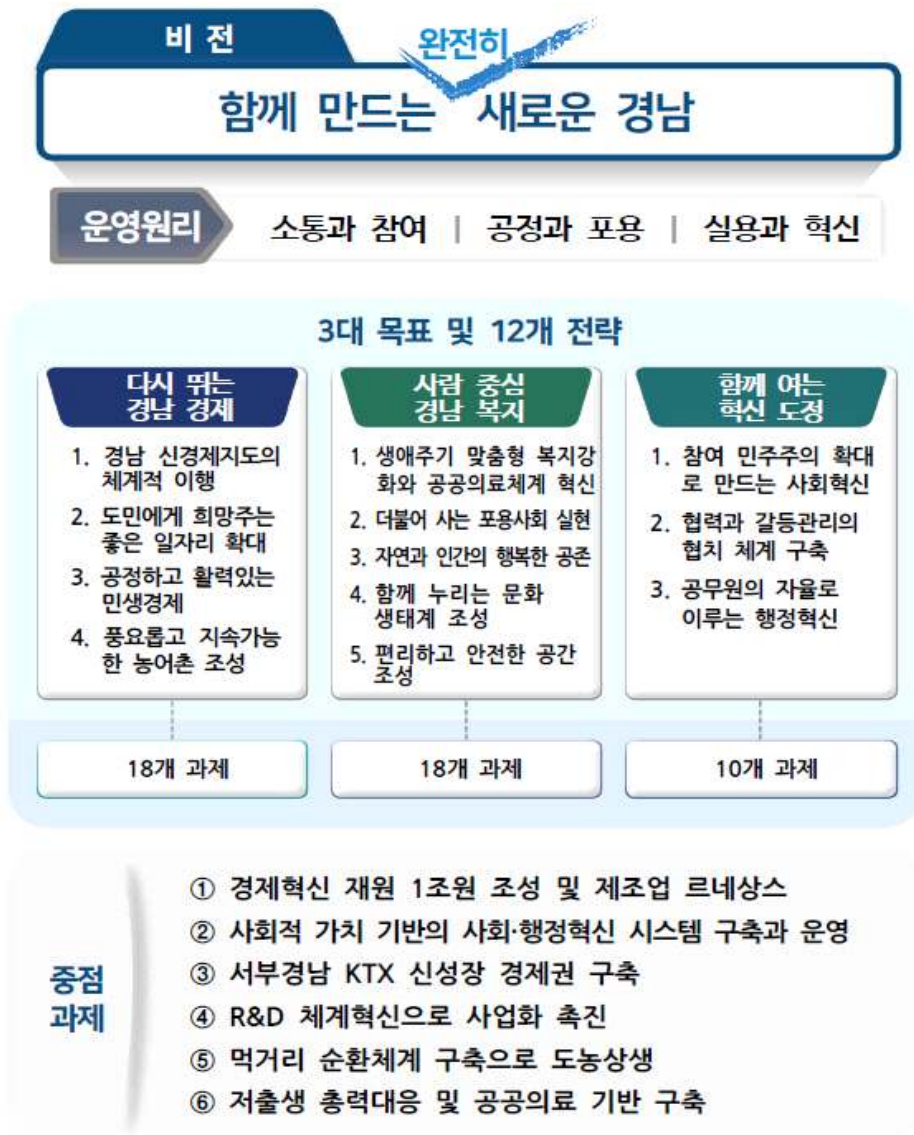 비 전
완전히
함께 만드는 새로운 경남
운영원리
소통과 참여 | 공정과 포용 | 실용과 혁신
3대 목표 및 12개 전략
다시 뛰는
경남 경제
1. 경남 신경제지도의
체계적 이행
2. 도민에게 희망주는
좋은 일자리 확대
3. 공정하고 활력있는
민생경제
4. 풍요롭고 지속가능
한 농어촌 조성
18개 과제
사람 중심
경남 복지
1. 생애주기 맞춤형 복지강
화와 공공의료체계 혁신
2. 더불어 사는 포용사회 실현
3. 자연과 인간의 행복한 공존
4. 함께 누리는 문화
생태계 조성
5. 편리하고 안전한 공간
조성
18개 과제
함께 여는
혁신 도정
1. 참여 민주주의 확대
로 만드는 사회혁신
2. 협력과 갈등관리의
협치 체계 구축
3. 공무원의 자율로
이루는 행정혁신
10개 과제
중점
과제
① 경제혁신 재원 1조원 조성 및 제조업 르네상스
② 사회적 가치 기반의 사회·행정혁신 시스템 구축과 운영
③ 서부경남 KTX 신성장 경제권 구축
④ R&D 체계혁신으로 사업화 촉진
⑤ 먹거리 순환체계 구축으로 도농상생
⑥ 저출생 총력대응 및 공공의료 기반 구축